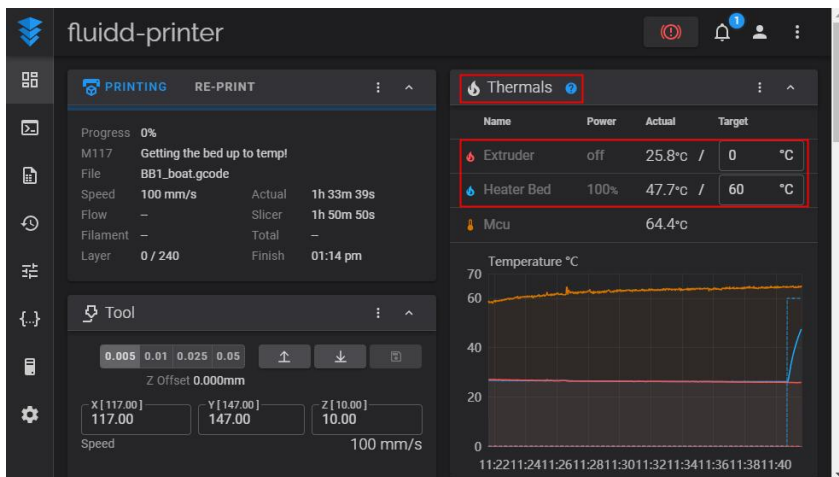 fluidd-printer
1
PRINTING RE-PRINT
Progress 0%
M117 Getting the bed up to temp!
File BB1_boat.gcode
Speed 100 mm/s Actual 1h 33m 39s
Flow – Slicer 1h 50m 50s
Filament – Total –
Layer 0 / 240 Finish 01:14 pm
Tool
0.005 0.01 0.025 0.05
Z Offset 0.000mm
X [ 117.00 ] Y [ 147.00 ] Z [ 10.00 ]
117.00 147.00 10.00
Speed 100 mm/s
Thermals ?
Name Power Actual Target
Extruder off 25.8°C / 0 °C
Heater Bed 100% 47.7°C / 60 °C
Mcu 64.4°C
Temperature °C
70
60
40
20
0
11:2211:2411:2611:2811:3011:3211:3411:3611:3811:40